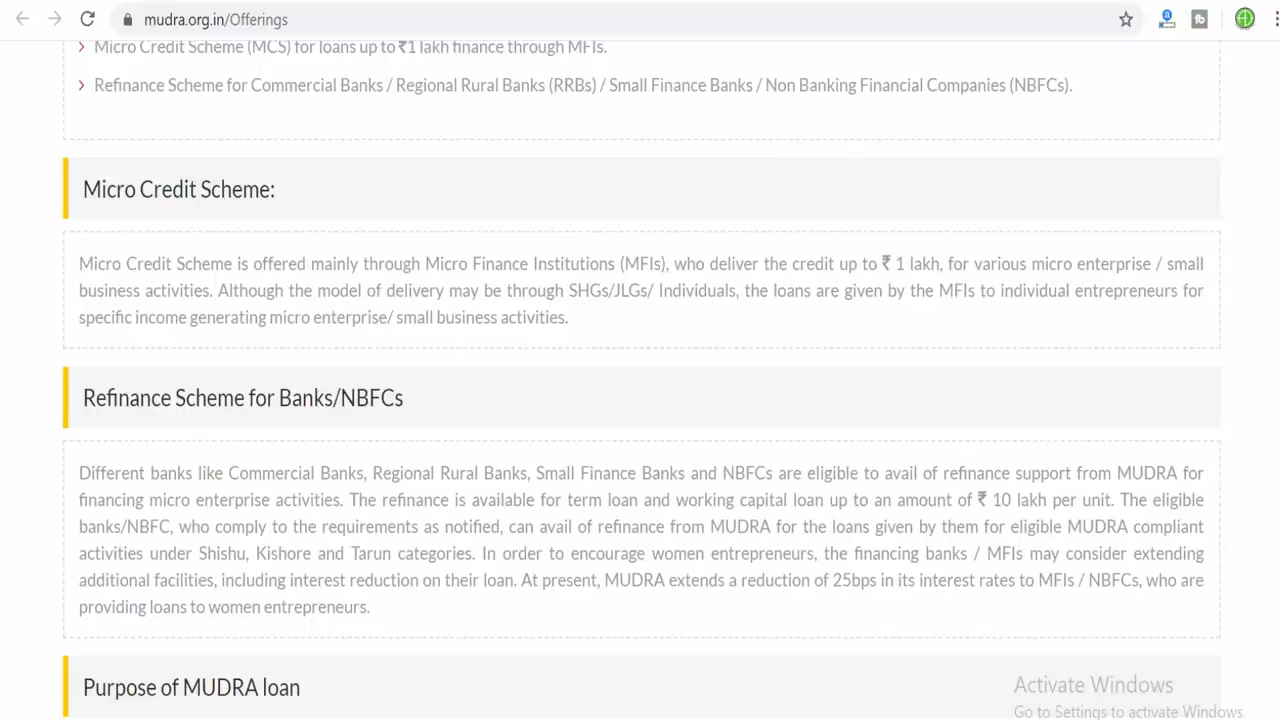 mudra.org.in/Offerings
Micro Credit Scheme (MCS) for loans up to ₹1 lakh finance through MFIs.
Refinance Scheme for Commercial Banks / Regional Rural Banks (RRBs) / Small Finance Banks / Non Banking Financial Companies (NBFCs).
Micro Credit Scheme:
Micro Credit Scheme is offered mainly through Micro Finance Institutions (MFIs), who deliver the credit up to ₹ 1 lakh, for various micro enterprise / small
business activities. Although the model of delivery may be through SHGs/JLGs/ Individuals, the loans are given by the MFIs to individual entrepreneurs for
specific income generating micro enterprise/ small business activities.
Refinance Scheme for Banks/NBFCs
Different banks like Commercial Banks, Regional Rural Banks, Small Finance Banks and NBFCs are eligible to avail of refinance support from MUDRA for
financing micro enterprise activities. The refinance is available for term loan and working capital loan up to an amount of ₹ 10 lakh per unit. The eligible
banks/NBFC, who comply to the requirements as notified, can avail of refinance from MUDRA for the loans given by them for eligible MUDRA compliant
activities under Shishu, Kishore and Tarun categories. In order to encourage women entrepreneurs, the financing banks / MFIs may consider extending
additional facilities, including interest reduction on their loan. At present, MUDRA extends a reduction of 25bps in its interest rates to MFIs / NBFCs, who are
providing loans to women entrepreneurs.
Purpose of MUDRA loan
Activate Windows
Go to Settings to activate Windows.